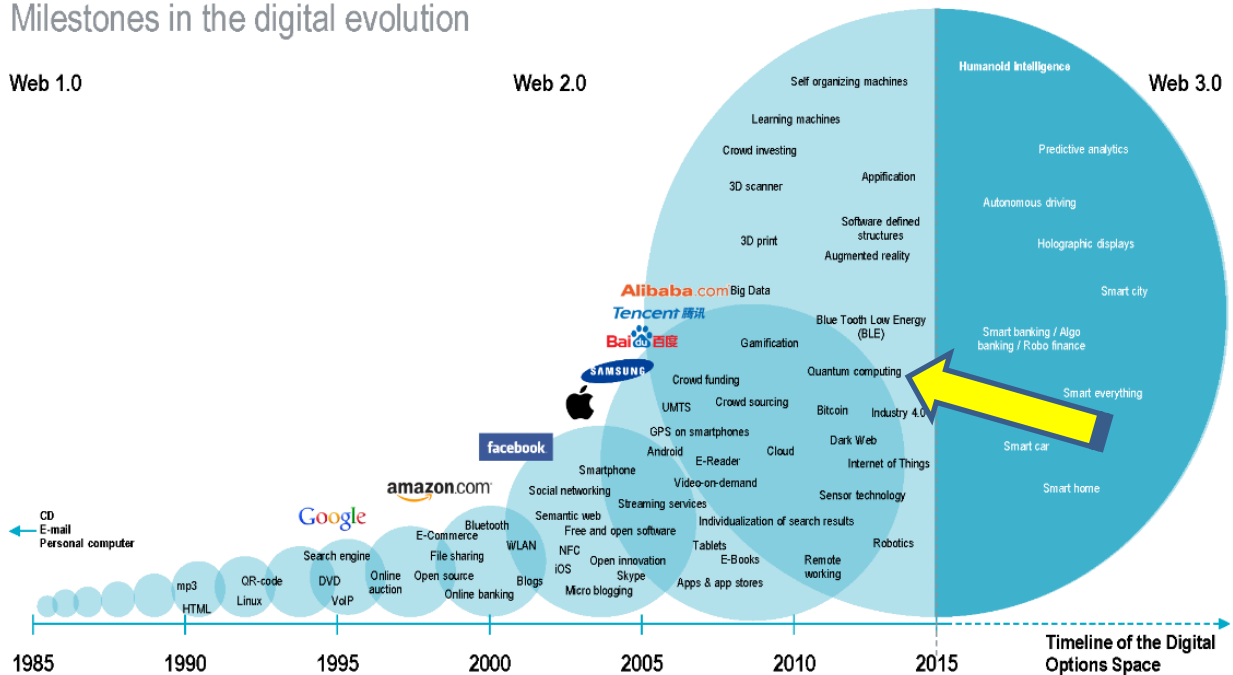 Milestones in the digital evolution
Web 1.0
Web 2.0
Web 3.0
Humanoid Intelligence
Self organizing machines
Learning machines
Crowd investing
Predictive analytics
3D scanner
Appification
Autonomous driving
Software defined
structures
3D print
Holographic displays
Augmented reality
Alibaba.com
Big Data
Smart city
Tencent 腾讯
Blue Tooth Low Energy
(BLE)
Bai du 百度
Gamification
Smart banking / Algo
banking / Robo finance
SAMSUNG
Crowd funding
Quantum computing
Smart everything
UMTS
Crowd sourcing
Bitcoin
Industry 4.0
GPS on smartphones
facebook
Android
Cloud
Dark Web
Smart car
E-Reader
Internet of Things
Smartphone
Video-on-demand
amazon.com
Social networking
Streaming services
Sensor technology
Smart home
Google
Semantic web
Individualization of search results
CD
E-mail
Personal computer
Bluetooth
E-Commerce
Free and open software
WLAN
NFC
Tablets
Robotics
Search engine
File sharing
iOS
Open innovation
E-Books
Remote
working
mp3
QR-code
DVD
Online
auction
Open source
Blogs
Skype
Apps & app stores
HTML
Linux
VoIP
Online banking
Micro blogging
1985
1990
1995
2000
2005
2010
2015
Timeline of the Digital
Options Space